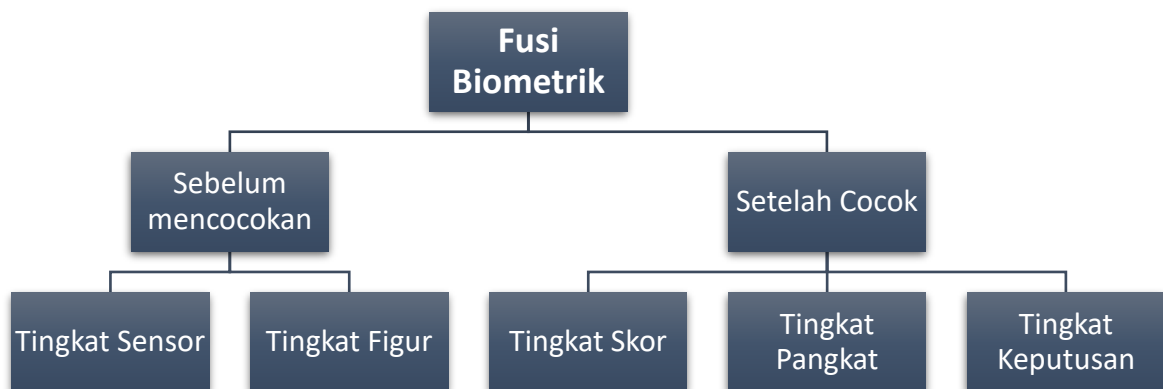 Fusi
Biometrik
Sebelum
mencocokan
Setelah Cocok
Tingkat Sensor
Tingkat Figur
Tingkat Skor
Tingkat
Pangkat
Tingkat
Keputusan